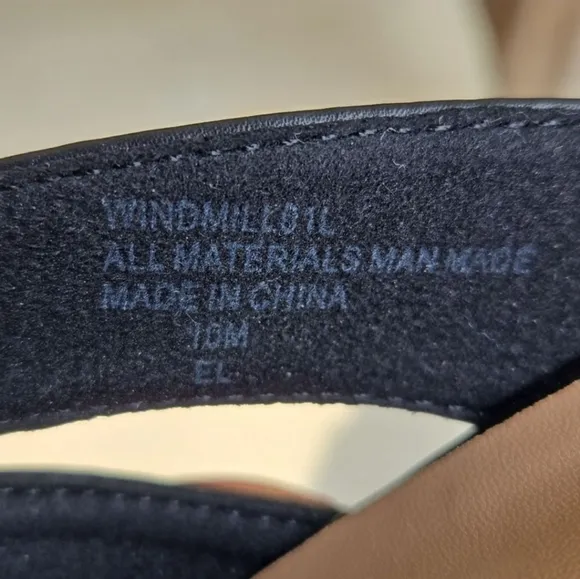 WINDMILL01L
ALL MATERIALS MAN MADE
MADE IN CHINA
10M
EL